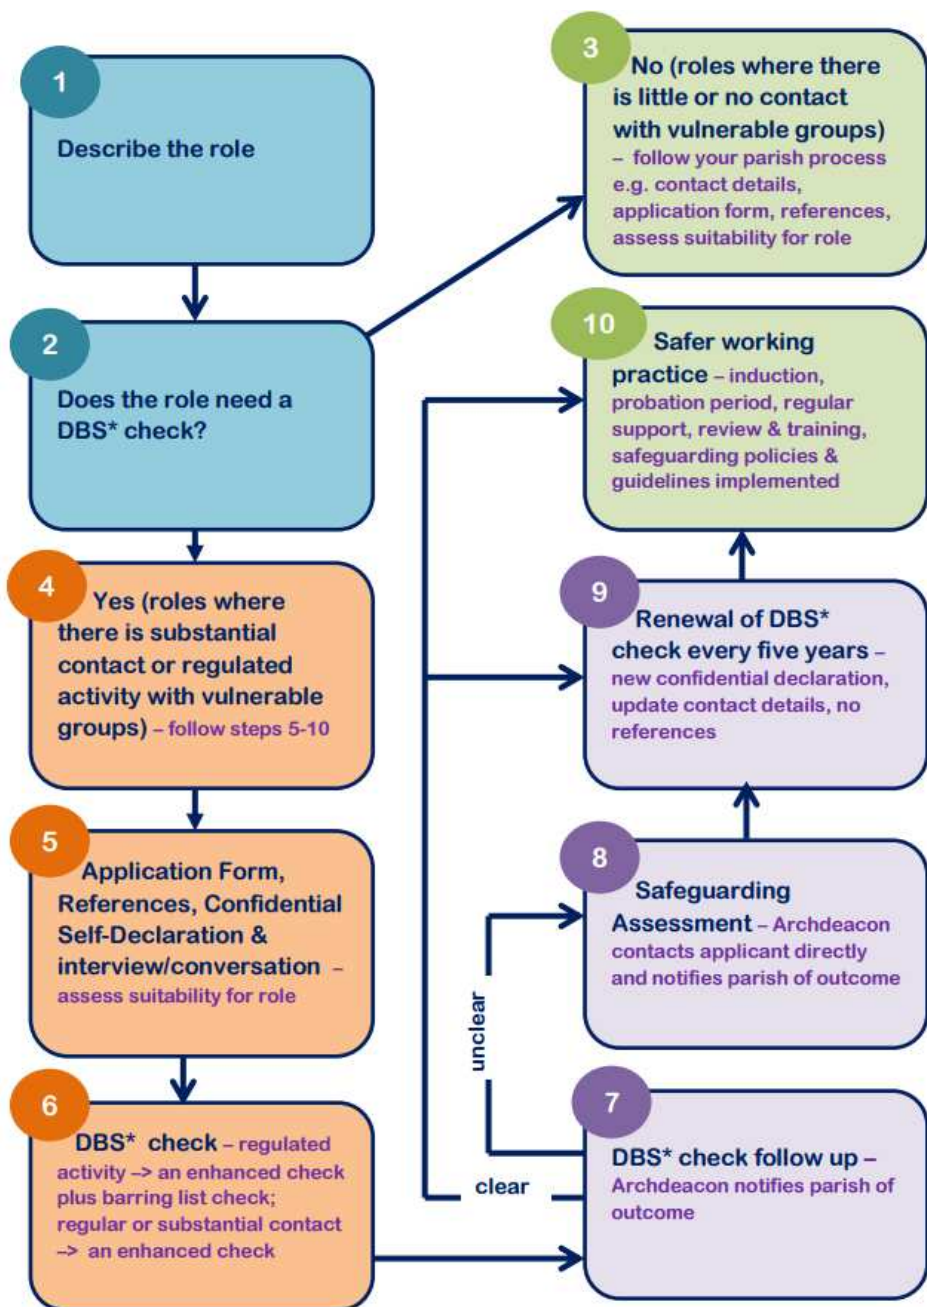 1
Describe the role
2
Does the role need a
DBS* check?
3
No (roles where there
is little or no contact
with vulnerable groups)
– follow your parish process
e.g. contact details,
application form, references,
assess suitability for role
4
Yes (roles where
there is substantial
contact or regulated
activity with vulnerable
groups) – follow steps 5-10
5
Application Form,
References, Confidential
Self-Declaration &
interview/conversation –
assess suitability for role
6
DBS* check – regulated
activity –> an enhanced check
plus barring list check;
regular or substantial contact
–> an enhanced check
7
DBS* check follow up –
Archdeacon notifies parish of
outcome
clear
unclear
8
Safeguarding
Assessment – Archdeacon
contacts applicant directly
and notifies parish of outcome
9
Renewal of DBS*
check every five years –
new confidential declaration,
update contact details, no
references
10
Safer working
practice – induction,
probation period, regular
support, review & training,
safeguarding policies &
guidelines implemented